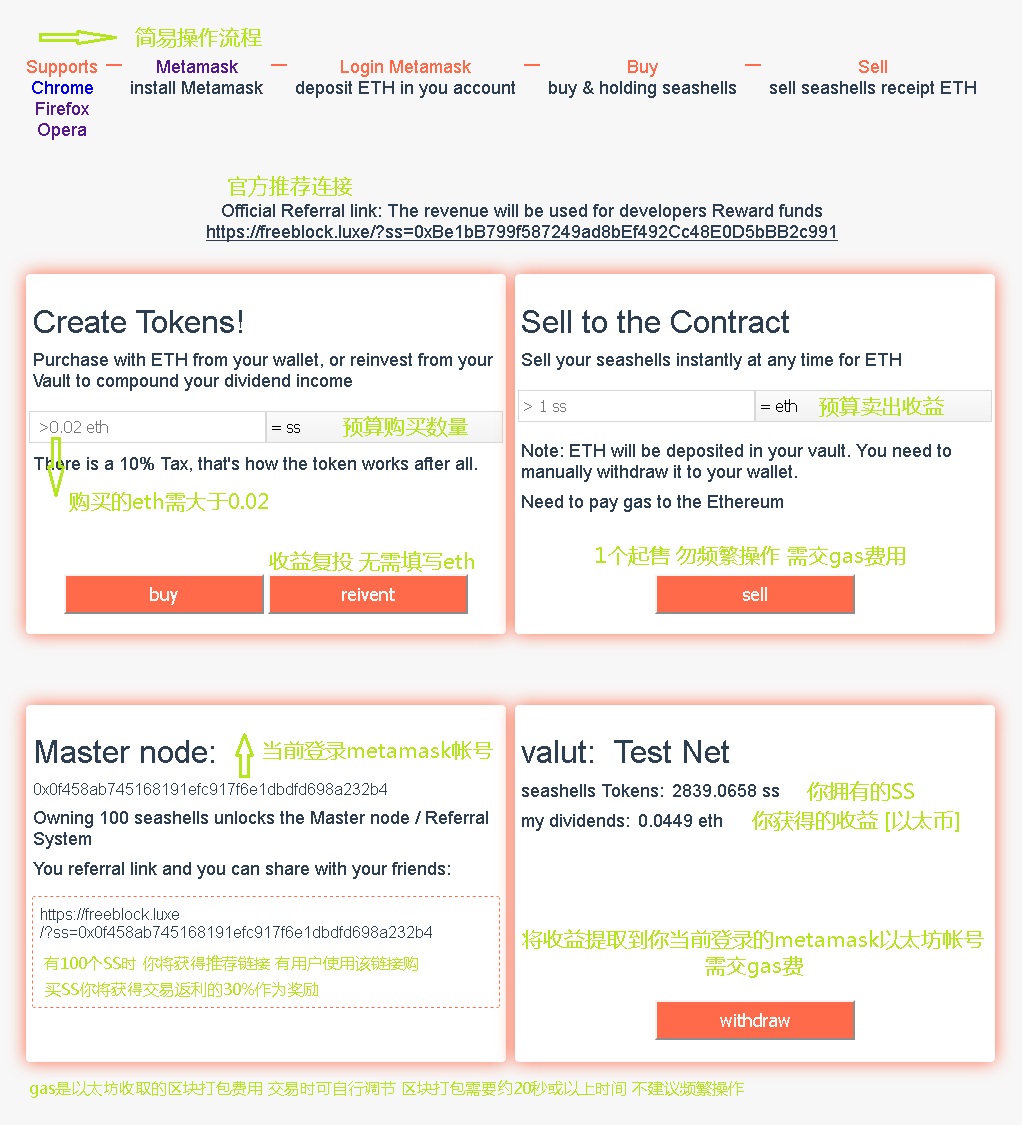 简易操作流程
Supports — Metamask — Login Metamask — Buy — Sell
Chrome install Metamask deposit ETH in you account buy & holding seashells sell seashells receipt ETH
Firefox
Opera
官方推荐连接
Official Referral link: The revenue will be used for developers Reward funds
https://freeblock.luxe/?ss=0xBe1bB799f587249ad8bEf492Cc48E0D5bBB2c991
Create Tokens!
Purchase with ETH from your wallet, or reinvest from your
Vault to compound your dividend income
>0.02 eth = ss 预算购买数量
There is a 10% Tax, that's how the token works after all.
购买的eth需大于0.02
收益复投 无需填写eth
buy reivent
Sell to the Contract
Sell your seashells instantly at any time for ETH
> 1 ss = eth 预算卖出收益
Note: ETH will be deposited in your vault. You need to
manually withdraw it to your wallet.
Need to pay gas to the Ethereum
1个起售 勿频繁操作 需交gas费用
sell
Master node: 当前登录metamask帐号
0x0f458ab745168191efc917f6e1dbdfd698a232b4
Owning 100 seashells unlocks the Master node / Referral
System
You referral link and you can share with your friends:
https://freeblock.luxe
/?ss=0x0f458ab745168191efc917f6e1dbdfd698a232b4
有100个SS时 你将获得推荐链接 有用户使用该链接购
买SS你将获得交易返利的30%作为奖励
valut: Test Net
seashells Tokens: 2839.0658 ss 你拥有的SS
my dividends: 0.0449 eth 你获得的收益 [以太币]
将收益提取到你当前登录的metamask以太坊帐号
需交gas费
withdraw
gas是以太坊收取的区块打包费用 交易时可自行调节 区块打包需要约20秒或以上时间 不建议频繁操作